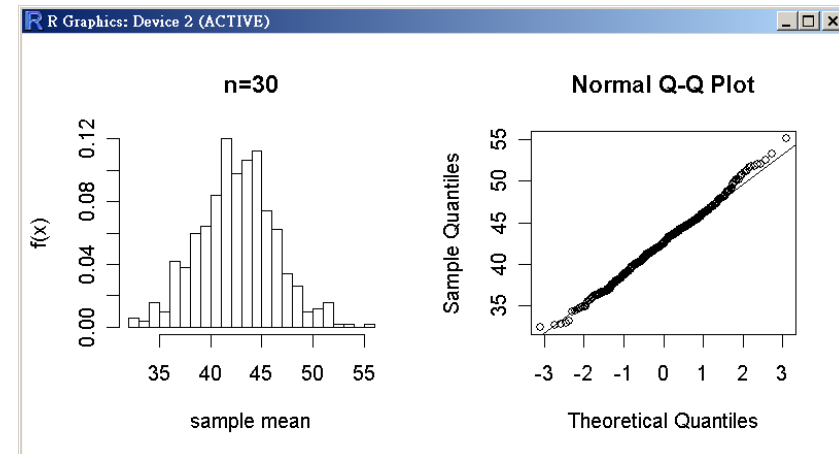 R Graphics: Device 2 (ACTIVE)
n=30
f(x)
0.12
0.08
0.04
0.00
35 40 45 50 55
sample mean
Normal Q-Q Plot
Sample Quantiles
55
50
45
40
35
-3 -2 -1 0 1 2 3
Theoretical Quantiles